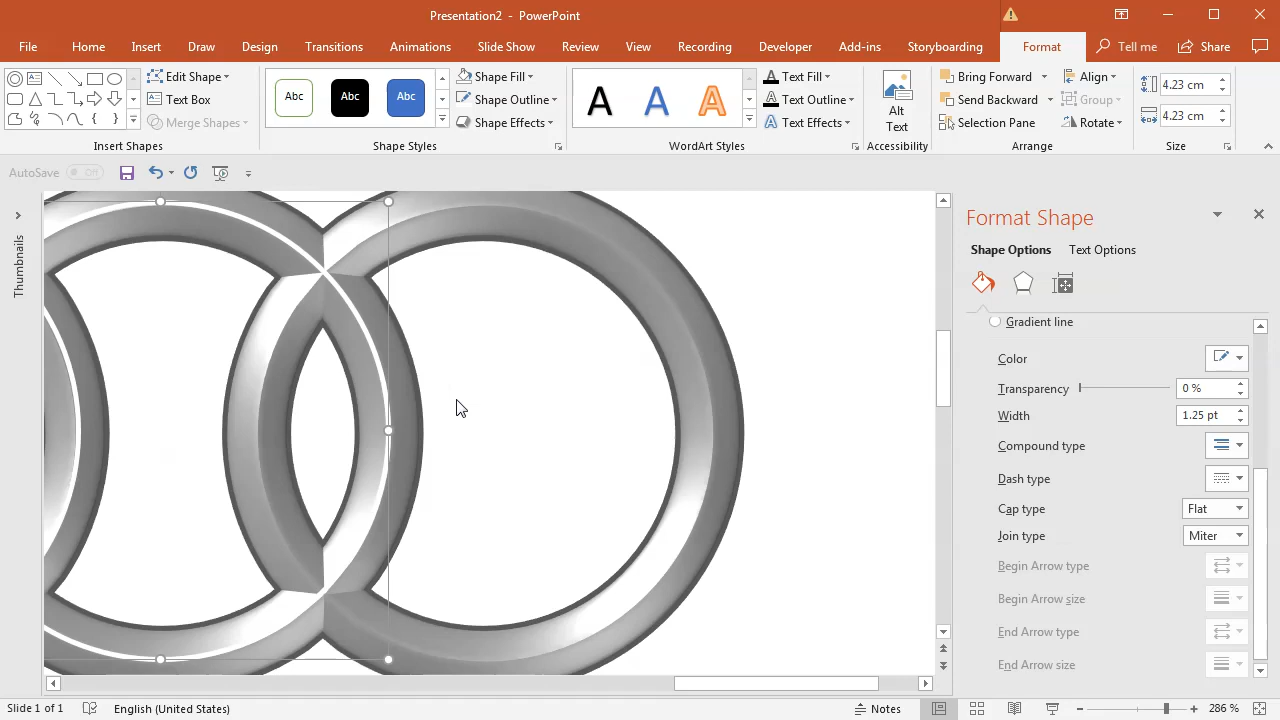 Presentation2 - PowerPoint
File Home Insert Draw Design Transitions Animations Slide Show Review View Recording Developer Add-ins Storyboarding Format Tell me Share
Edit Shape
Text Box
Merge Shapes
Insert Shapes
Abc Abc Abc
Shape Fill
Shape Outline
Shape Effects
Shape Styles
A A A
Text Fill
Text Outline
Text Effects
WordArt Styles
Alt
Text
Accessibility
Bring Forward
Send Backward
Selection Pane
Align
Group
Rotate
Arrange
4.23 cm
4.23 cm
Size
AutoSave Off
Thumbnails
Format Shape
Shape Options Text Options
Gradient line
Color
Transparency 0 %
Width 1.25 pt
Compound type
Dash type
Cap type Flat
Join type Miter
Begin Arrow type
Begin Arrow size
End Arrow type
End Arrow size
Slide 1 of 1 English (United States) Notes 286 %